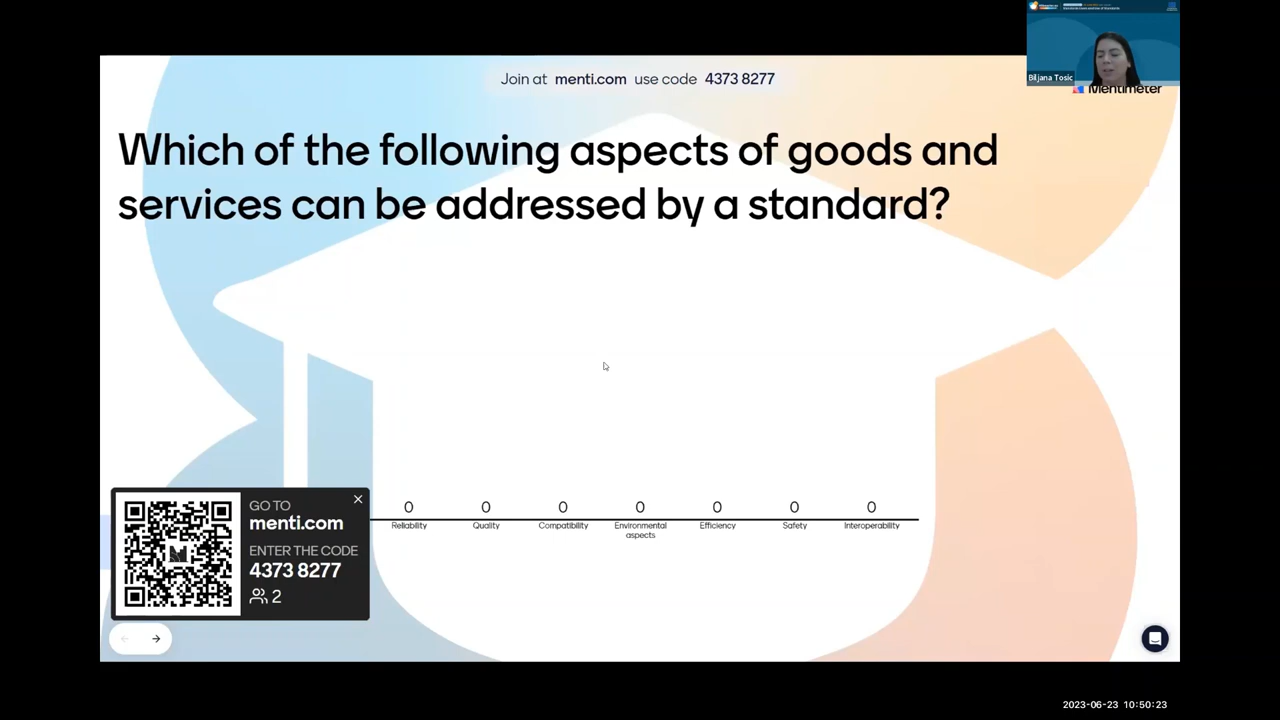 Join at menti.com use code 4373 8277
Biljana Tosic
Mentimeter
Which of the following aspects of goods and
services can be addressed by a standard?
GO TO
menti.com
ENTER THE CODE
4373 8277
2
0 0 0 0 0 0 0
Reliability Quality Compatibility Environmental aspects Efficiency Safety Interoperability
2023-06-23 10:50:23